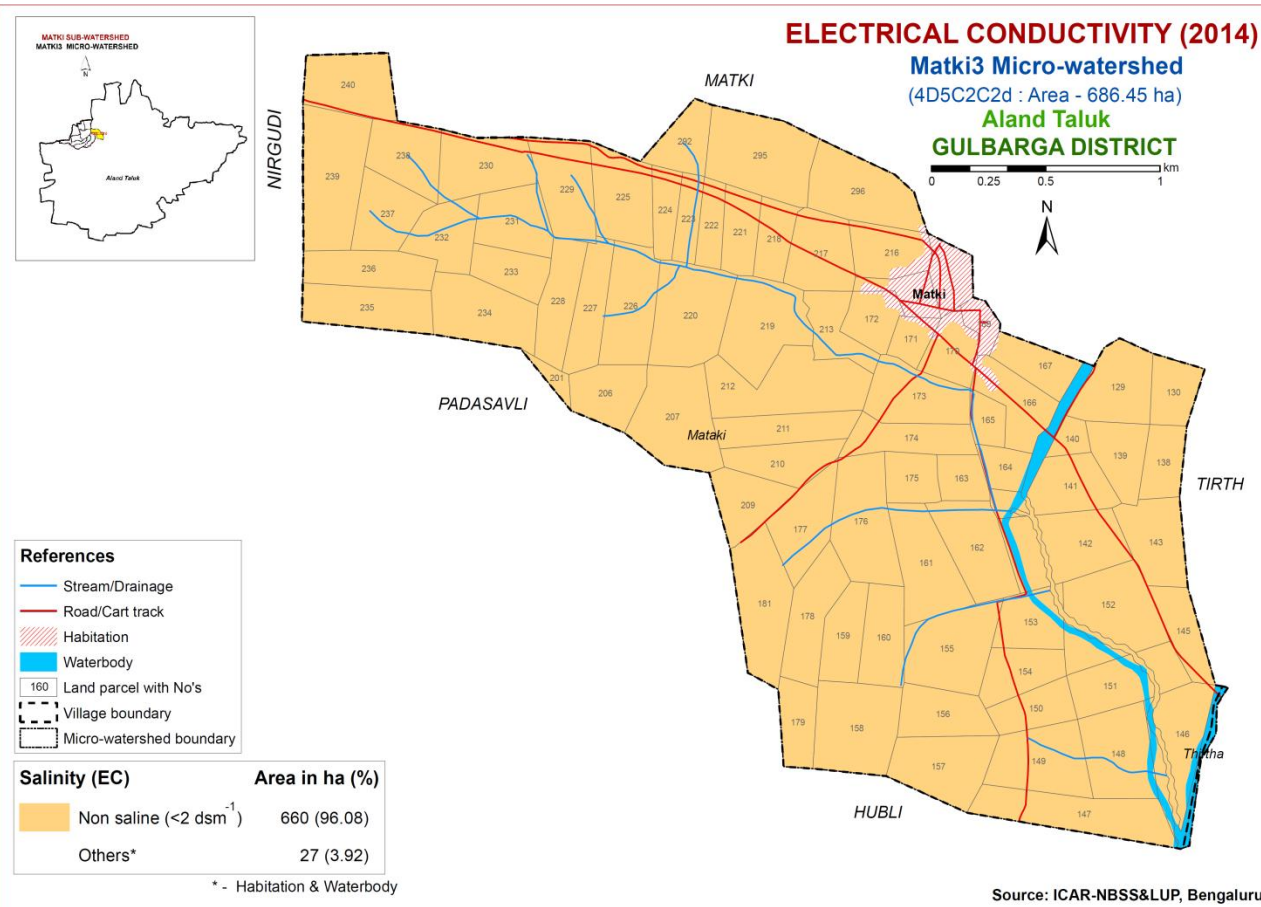 MATKI SUB-WATERSHED
MATKI3 MICRO-WATERSHED
N
Aland Taluk
ELECTRICAL CONDUCTIVITY (2014)
Matki3 Micro-watershed
(4D5C2C2d : Area - 686.45 ha)
Aland Taluk
GULBARGA DISTRICT
km
0 0.25 0.5 1
N
MATKI
NIRGUDI
PADASAVLI
TIRTH
HUBLI
240
292
295
238
230
239
229
225
296
237
224
223
222
221
218
232
231
217
216
236
233
235
234
228
227
226
220
219
213
172
Matki
171
170
167
201
206
207
212
173
166
129
130
Mataki
211
165
174
140
139
138
210
175
163
164
141
209
177
176
143
161
162
142
181
178
159
160
152
145
153
155
154
151
179
158
156
150
146
Thirtha
157
149
148
147
References
Stream/Drainage
Road/Cart track
Habitation
Waterbody
160 Land parcel with No's
Village boundary
Micro-watershed boundary
Salinity (EC) Area in ha (%)
Non saline (<2 dsm⁻¹) 660 (96.08)
Others* 27 (3.92)
* - Habitation & Waterbody
Source: ICAR-NBSS&LUP, Bengaluru